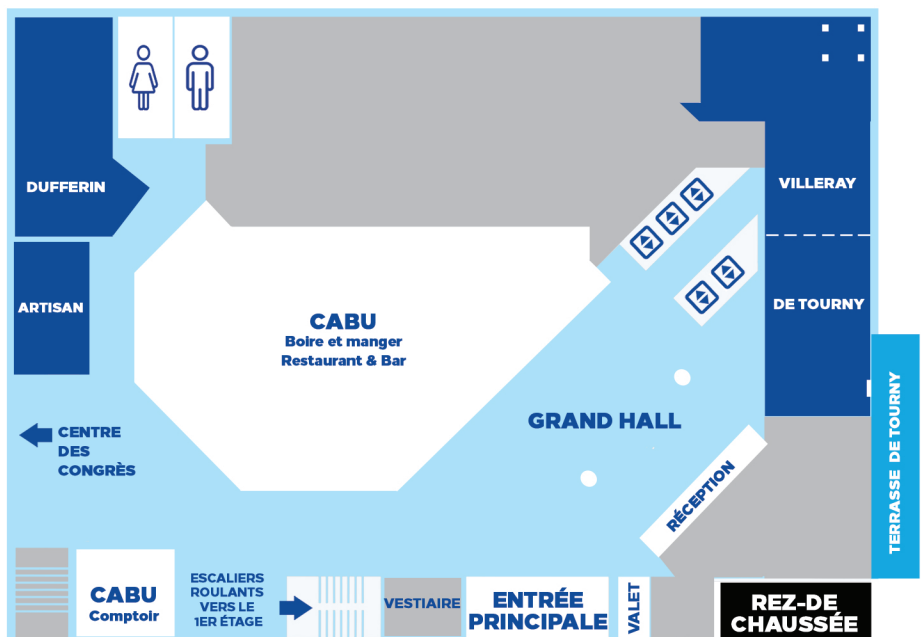 DUFFERIN
VILLERAY
ARTISAN
DE TOURNY
CABU
Boire et manger
Restaurant & Bar
TERRASSE DE TOURNY
GRAND HALL
CENTRE
DES
CONGRÈS
RÉCEPTION
CABU
Comptoir
ESCALIERS
ROULANTS
VERS LE
1ER ÉTAGE
VESTIAIRE
ENTRÉE
PRINCIPALE
VALET
REZ-DE
CHAUSSÉE